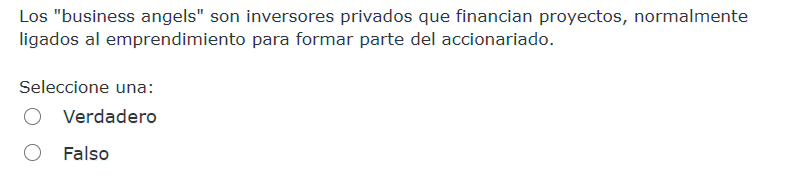 Los "business angels" son inversores privados que financian proyectos, normalmente
ligados al emprendimiento para formar parte del accionariado.
Seleccione una:
Verdadero
Falso